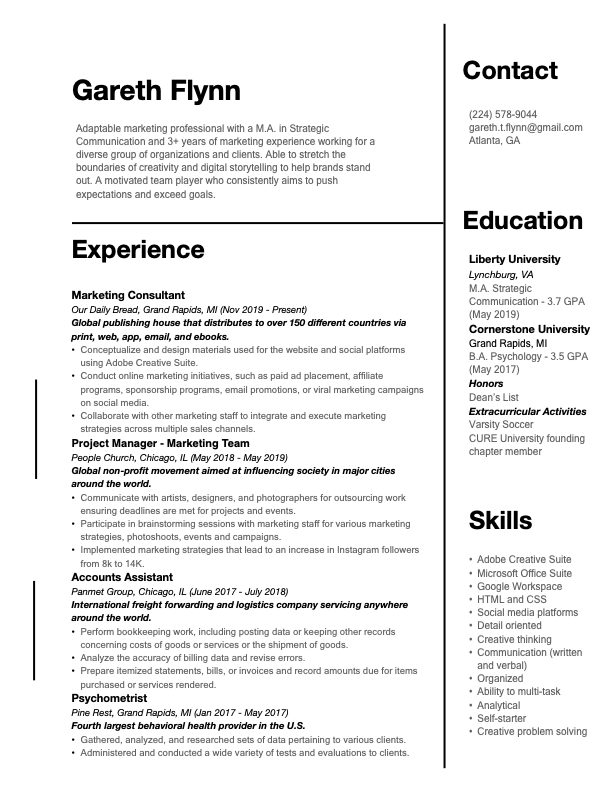 Gareth Flynn
Adaptable marketing professional with a M.A. in Strategic
Communication and 3+ years of marketing experience working for a
diverse group of organizations and clients. Able to stretch the
boundaries of creativity and digital storytelling to help brands stand
out. A motivated team player who consistently aims to push
expectations and exceed goals.
Experience
Marketing Consultant
Our Daily Bread, Grand Rapids, MI (Nov 2019 - Present)
Global publishing house that distributes to over 150 different countries via
print, web, app, email, and ebooks.
• Conceptualize and design materials used for the website and social platforms
using Adobe Creative Suite.
• Conduct online marketing initiatives, such as paid ad placement, affiliate
programs, sponsorship programs, email promotions, or viral marketing campaigns
on social media.
• Collaborate with other marketing staff to integrate and execute marketing
strategies across multiple sales channels.
Project Manager - Marketing Team
People Church, Chicago, IL (May 2018 - May 2019)
Global non-profit movement aimed at influencing society in major cities
around the world.
• Communicate with artists, designers, and photographers for outsourcing work
ensuring deadlines are met for projects and events.
• Participate in brainstorming sessions with marketing staff for various marketing
strategies, photoshoots, events and campaigns.
• Implemented marketing strategies that lead to an increase in Instagram followers
from 8k to 14K.
Accounts Assistant
Panmet Group, Chicago, IL (June 2017 - July 2018)
International freight forwarding and logistics company servicing anywhere
around the world.
• Perform bookkeeping work, including posting data or keeping other records
concerning costs of goods or services or the shipment of goods.
• Analyze the accuracy of billing data and revise errors.
• Prepare itemized statements, bills, or invoices and record amounts due for items
purchased or services rendered.
Psychometrist
Pine Rest, Grand Rapids, MI (Jan 2017 - May 2017)
Fourth largest behavioral health provider in the U.S.
• Gathered, analyzed, and researched sets of data pertaining to various clients.
• Administered and conducted a wide variety of tests and evaluations to clients.
Contact
(224) 578-9044
gareth.t.flynn@gmail.com
Atlanta, GA
Education
Liberty University
Lynchburg, VA
M.A. Strategic
Communication - 3.7 GPA
(May 2019)
Cornerstone University
Grand Rapids, MI
B.A. Psychology - 3.5 GPA
(May 2017)
Honors
Dean's List
Extracurricular Activities
Varsity Soccer
CURE University founding
chapter member
Skills
• Adobe Creative Suite
• Microsoft Office Suite
• Google Workspace
• HTML and CSS
• Social media platforms
• Detail oriented
• Creative thinking
• Communication (written
and verbal)
• Organized
• Ability to multi-task
• Analytical
• Self-starter
• Creative problem solving